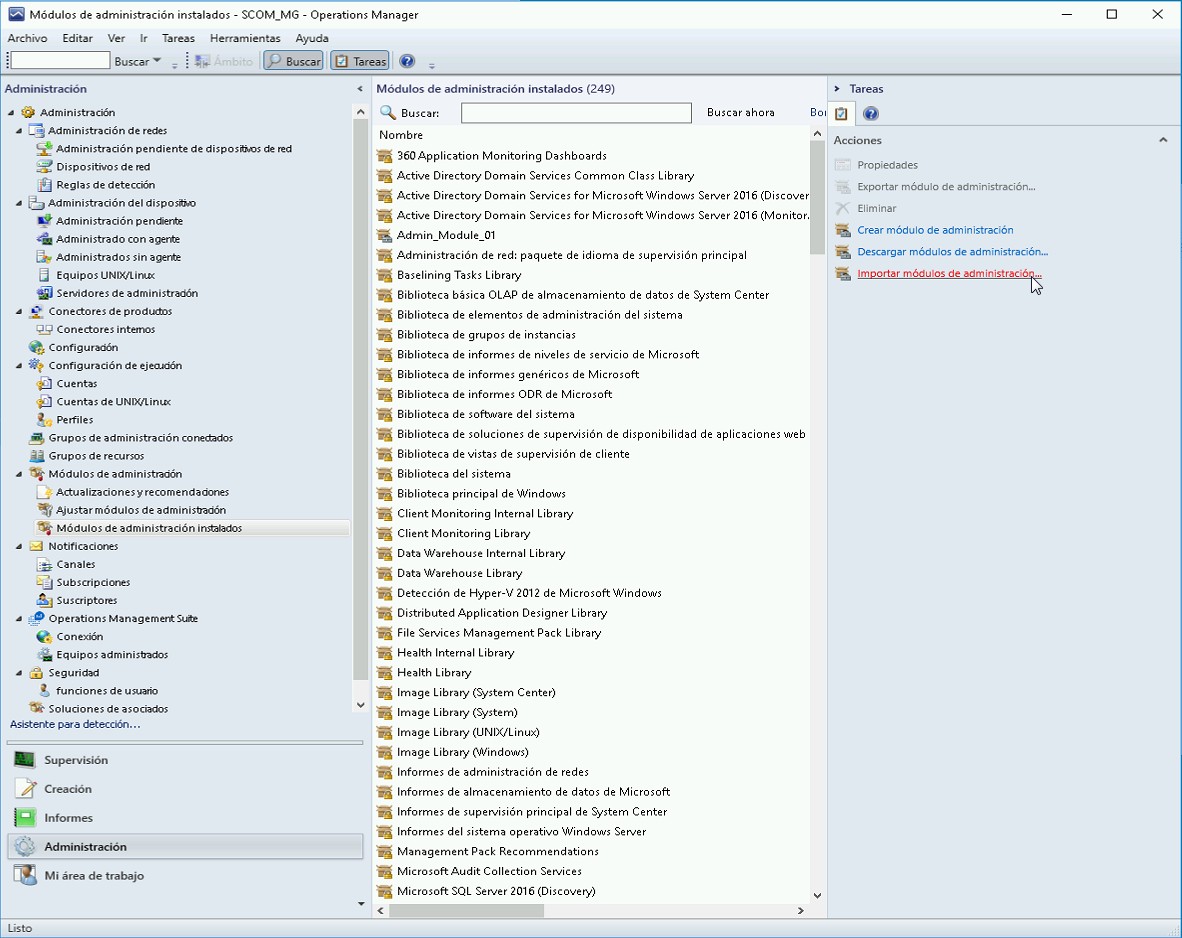 Módulos de administración instalados - SCOM_MG - Operations Manager
Archivo Editar Ver Ir Tareas Herramientas Ayuda
Buscar Ámbito Buscar Tareas
Administración
Administración
Administración de redes
Administración pendiente de dispositivos de red
Dispositivos de red
Reglas de detección
Administración del dispositivo
Administración pendiente
Administrado con agente
Administrados sin agente
Equipos UNIX/Linux
Servidores de administración
Conectores de productos
Conectores internos
Configuración
Configuración de ejecución
Cuentas
Cuentas de UNIX/Linux
Perfiles
Grupos de administración conectados
Grupos de recursos
Módulos de administración
Actualizaciones y recomendaciones
Ajustar módulos de administración
Módulos de administración instalados
Notificaciones
Canales
Subscripciones
Suscriptores
Operations Management Suite
Conexión
Equipos administrados
Seguridad
funciones de usuario
Soluciones de asociados
Asistente para detección...
Supervisión
Creación
Informes
Administración
Mi área de trabajo
Módulos de administración instalados (249)
Buscar: Buscar ahora Bor
Nombre
360 Application Monitoring Dashboards
Active Directory Domain Services Common Class Library
Active Directory Domain Services for Microsoft Windows Server 2016 (Discover
Active Directory Domain Services for Microsoft Windows Server 2016 (Monitor.
Admin_Module_01
Administración de red: paquete de idioma de supervisión principal
Baselining Tasks Library
Biblioteca básica OLAP de almacenamiento de datos de System Center
Biblioteca de elementos de administración del sistema
Biblioteca de grupos de instancias
Biblioteca de informes de niveles de servicio de Microsoft
Biblioteca de informes genéricos de Microsoft
Biblioteca de informes ODR de Microsoft
Biblioteca de software del sistema
Biblioteca de soluciones de supervisión de disponibilidad de aplicaciones web
Biblioteca de vistas de supervisión de cliente
Biblioteca del sistema
Biblioteca principal de Windows
Client Monitoring Internal Library
Client Monitoring Library
Data Warehouse Internal Library
Data Warehouse Library
Detección de Hyper-V 2012 de Microsoft Windows
Distributed Application Designer Library
File Services Management Pack Library
Health Internal Library
Health Library
Image Library (System Center)
Image Library (System)
Image Library (UNIX/Linux)
Image Library (Windows)
Informes de administración de redes
Informes de almacenamiento de datos de Microsoft
Informes de supervisión principal de System Center
Informes del sistema operativo Windows Server
Management Pack Recommendations
Microsoft Audit Collection Services
Microsoft SQL Server 2016 (Discovery)
Tareas
Acciones
Propiedades
Exportar módulo de administración...
Eliminar
Crear módulo de administración
Descargar módulos de administración...
Importar módulos de administración...
Listo